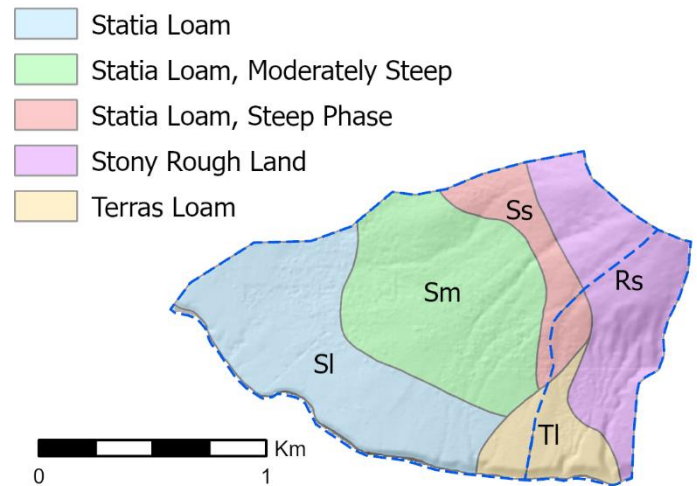 Statia Loam
Statia Loam, Moderately Steep
Statia Loam, Steep Phase
Stony Rough Land
Terras Loam
Ss
Rs
Sm
Sl
Tl
Km
0
1